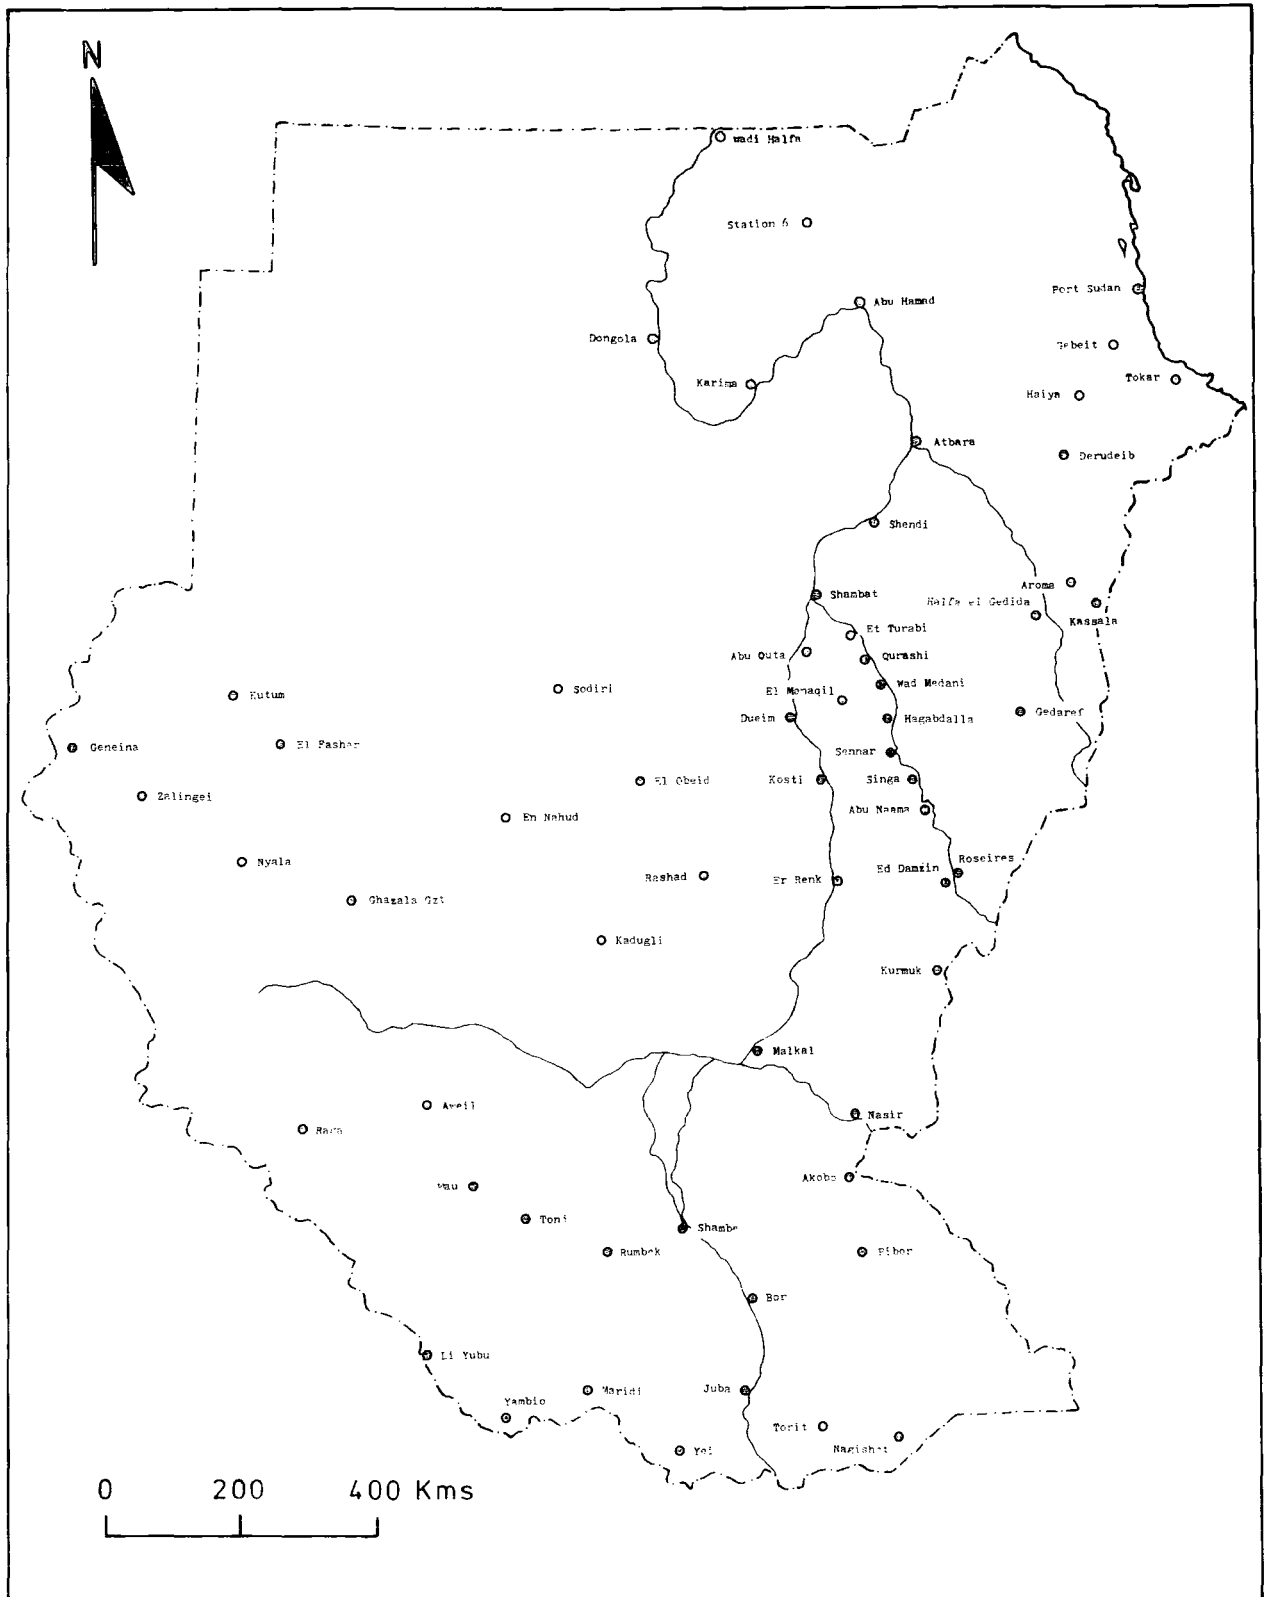 N
wadi Halfa
Station 6
Port Sudan
Abu Hamad
Dongola
Gebeit
Karima
Tokar
Haiya
Atbara
Derudeib
Shendi
Aroma
Shambat
Halfa el Gedida
Kassala
Et Turabi
Abu Quta
Qurashi
Wad Medani
El Manaqil
Kutum
Sodiri
Dueim
Hagabdalla
Gedaref
Geneina
El Fasher
Sennar
El Obeid
Kosti
Singa
Zalingei
Abu Naama
En Nahud
Nyala
Roseires
Ed Damzin
Rashad
Er Renk
Ghazala Gzt
Kadugli
Kurmuk
Malkal
Aweil
Nasir
Raga
Akobo
Wau
Tonj
Shambe
Rumbek
Pibor
Bor
Li Yubu
Maridi
Juba
Yambio
Torit
Nagishot
Yei
0 200 400 Kms